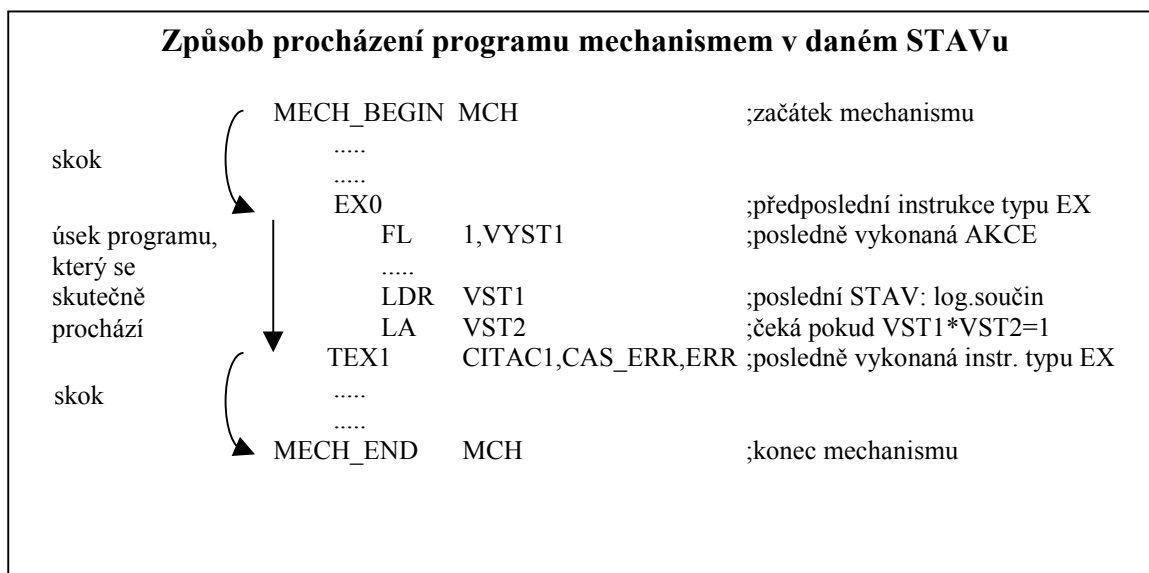 Způsob procházení programu mechanismem v daném STAVu
MECH_BEGIN MCH ;začátek mechanismu
.....
skok
.....
EX0 ;předposlední instrukce typu EX
úsek programu, FL 1,VYST1 ;posledně vykonaná AKCE
který se .....
skutečně LDR VST1 ;poslední STAV: log.součin
prochází LA VST2 ;čeká pokud VST1*VST2=1
TEX1 CITAC1,CAS_ERR,ERR ;posledně vykonaná instr. typu EX
skok .....
.....
MECH_END MCH ;konec mechanismu